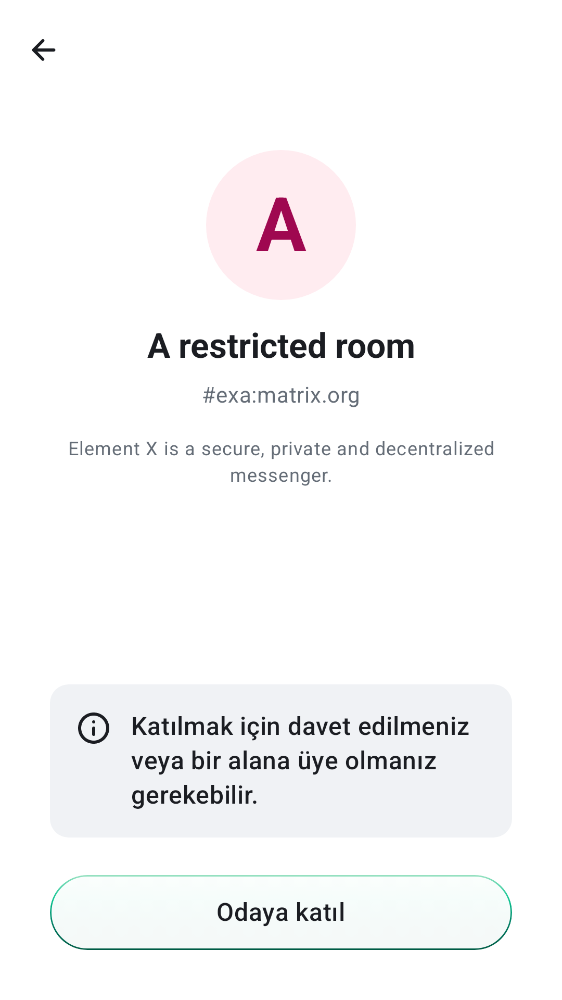 A
A restricted room
#exa:matrix.org
Element X is a secure, private and decentralized
messenger.
Katılmak için davet edilmeniz
veya bir alana üye olmanız
gerekebilir.
Odaya katıl